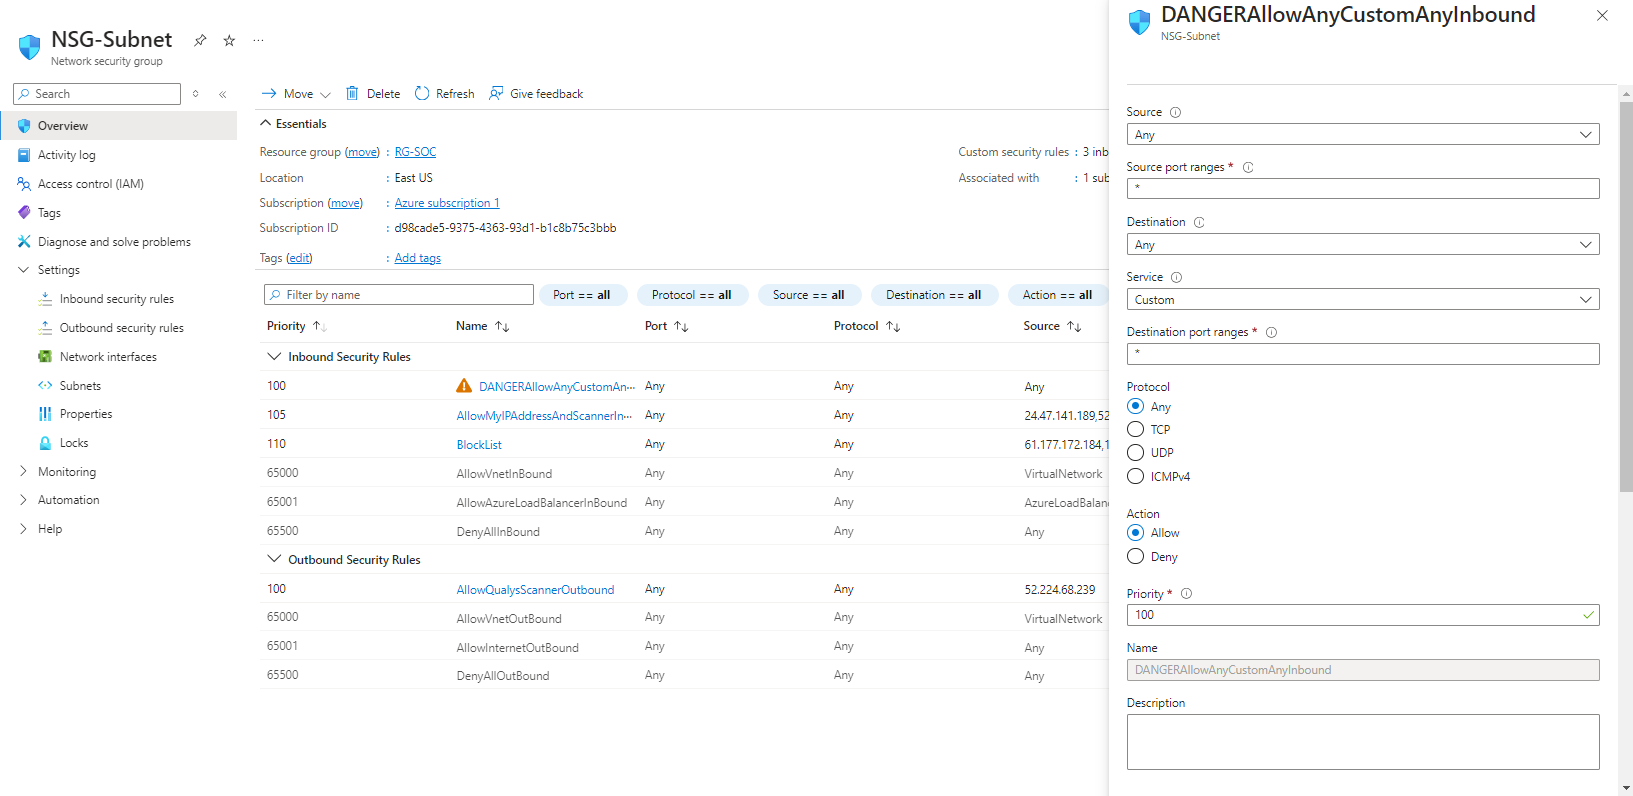 NSG-Subnet
Network security group
Search
Overview
Activity log
Access control (IAM)
Tags
Diagnose and solve problems
Settings
Inbound security rules
Outbound security rules
Network interfaces
Subnets
Properties
Locks
Monitoring
Automation
Help
Move Delete Refresh Give feedback
Essentials
Resource group (move) : RG-SOC
Location : East US
Subscription (move) : Azure subscription 1
Subscription ID : d98cade5-9375-4363-93d1-b1c8b75c3bbb
Tags (edit) : Add tags
Custom security rules : 3 inb
Associated with : 1 sub
Filter by name Port == all Protocol == all Source == all Destination == all Action == all
Priority Name Port Protocol Source
Inbound Security Rules
100 DANGERAllowAnyCustomAn··· Any Any Any
105 AllowMyIPAddressAndScannerIn··· Any Any 24.47.141.189,52
110 BlockList Any Any 61.177.172.184,1
65000 AllowVnetInBound Any Any VirtualNetwork
65001 AllowAzureLoadBalancerInBound Any Any AzureLoadBalan
65500 DenyAllInBound Any Any Any
Outbound Security Rules
100 AllowQualysScannerOutbound Any Any 52.224.68.239
65000 AllowVnetOutBound Any Any VirtualNetwork
65001 AllowInternetOutBound Any Any Any
65500 DenyAllOutBound Any Any Any
DANGERAllowAnyCustomAnyInbound
NSG-Subnet
Source
Any
Source port ranges *
*
Destination
Any
Service
Custom
Destination port ranges *
*
Protocol
Any
TCP
UDP
ICMPv4
Action
Allow
Deny
Priority *
100
Name
DANGERAllowAnyCustomAnyInbound
Description